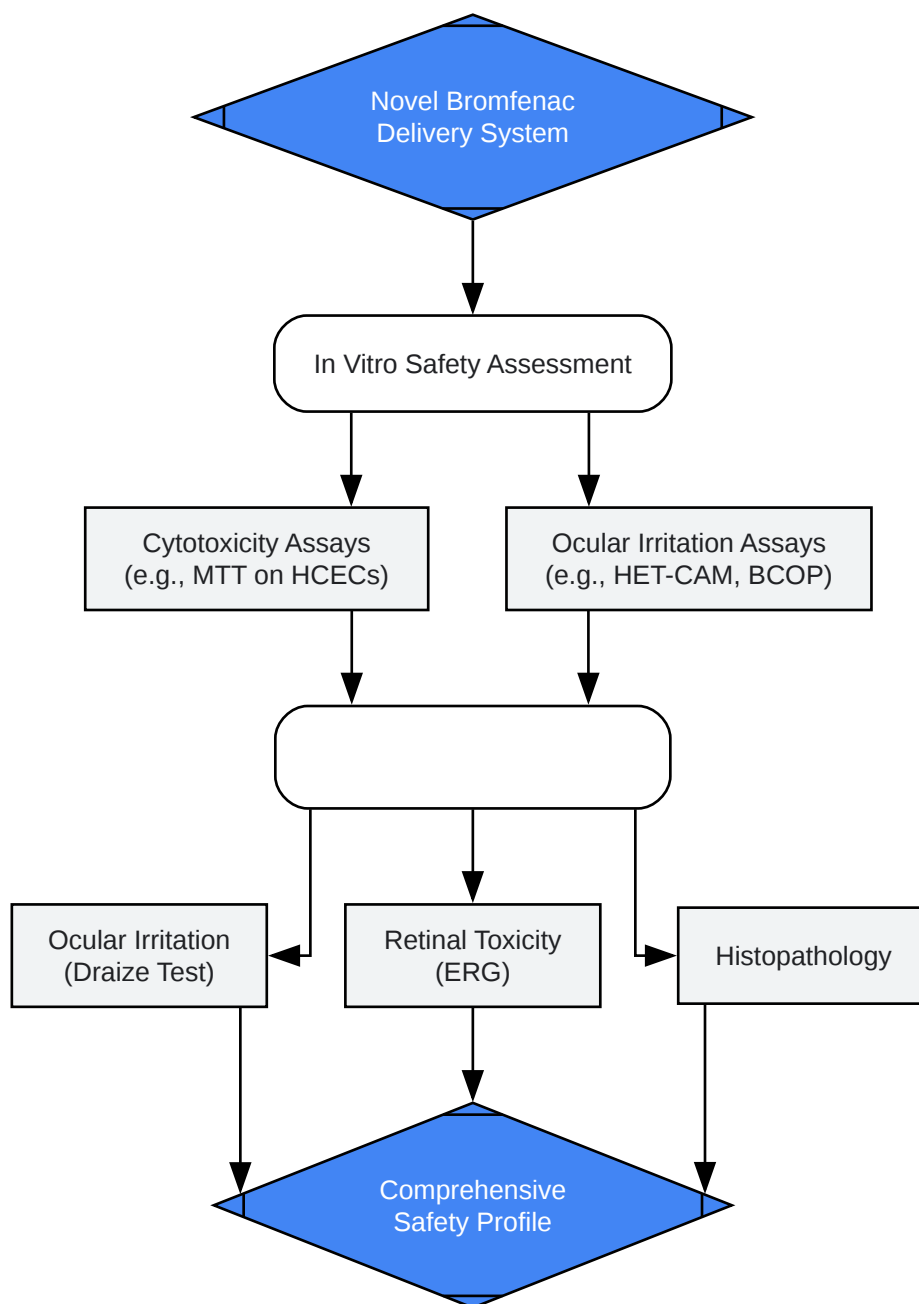 Novel Bromfenac
Delivery System
In Vitro Safety Assessment
Cytotoxicity Assays
(e.g., MTT on HCECs)
Ocular Irritation Assays
(e.g., HET-CAM, BCOP)
Ocular Irritation
(Draize Test)
Retinal Toxicity
(ERG)
Histopathology
Comprehensive
Safety Profile